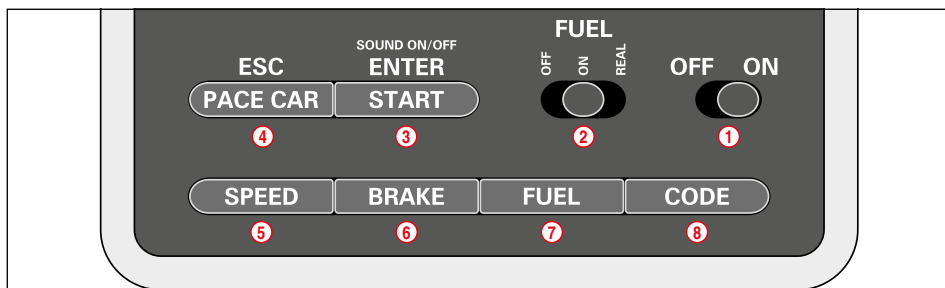 FUEL
SOUND ON/OFF
OFF ON REAL
ESC ENTER OFF ON
PACE CAR START
4 3 2 1
SPEED BRAKE FUEL CODE
5 6 7 8